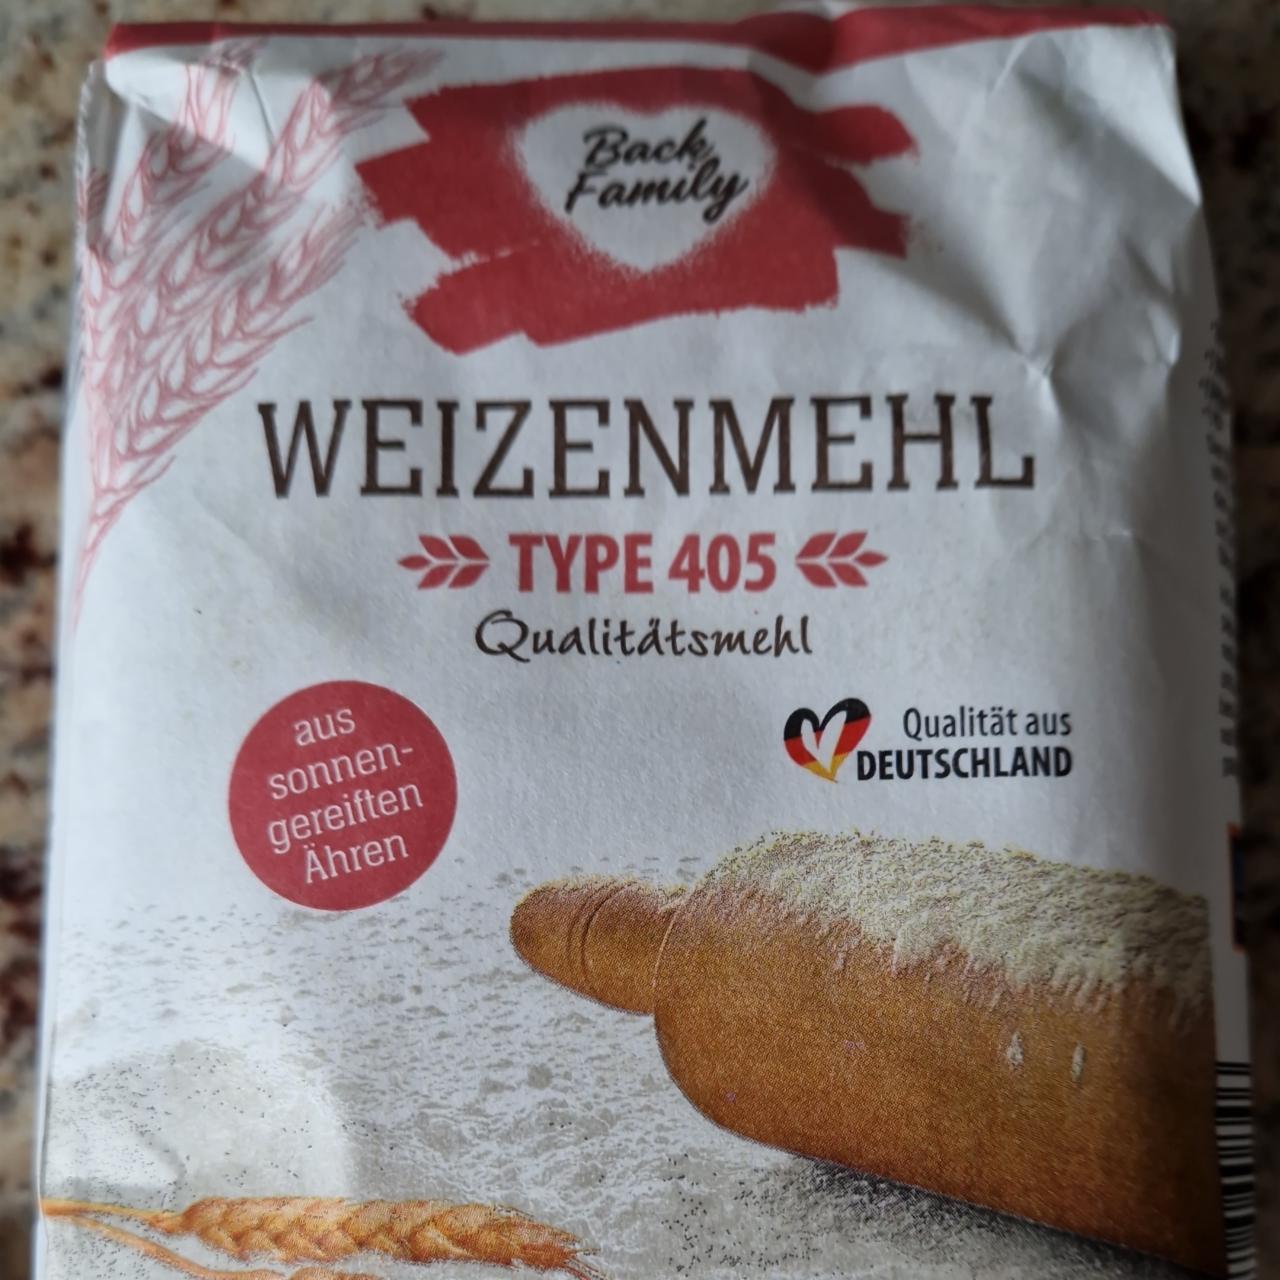 Back
Family
WEIZENMEHL
TYPE 405
Qualitätsmehl
aus
sonnen-
gereiften
Ähren
Qualität aus
DEUTSCHLAND